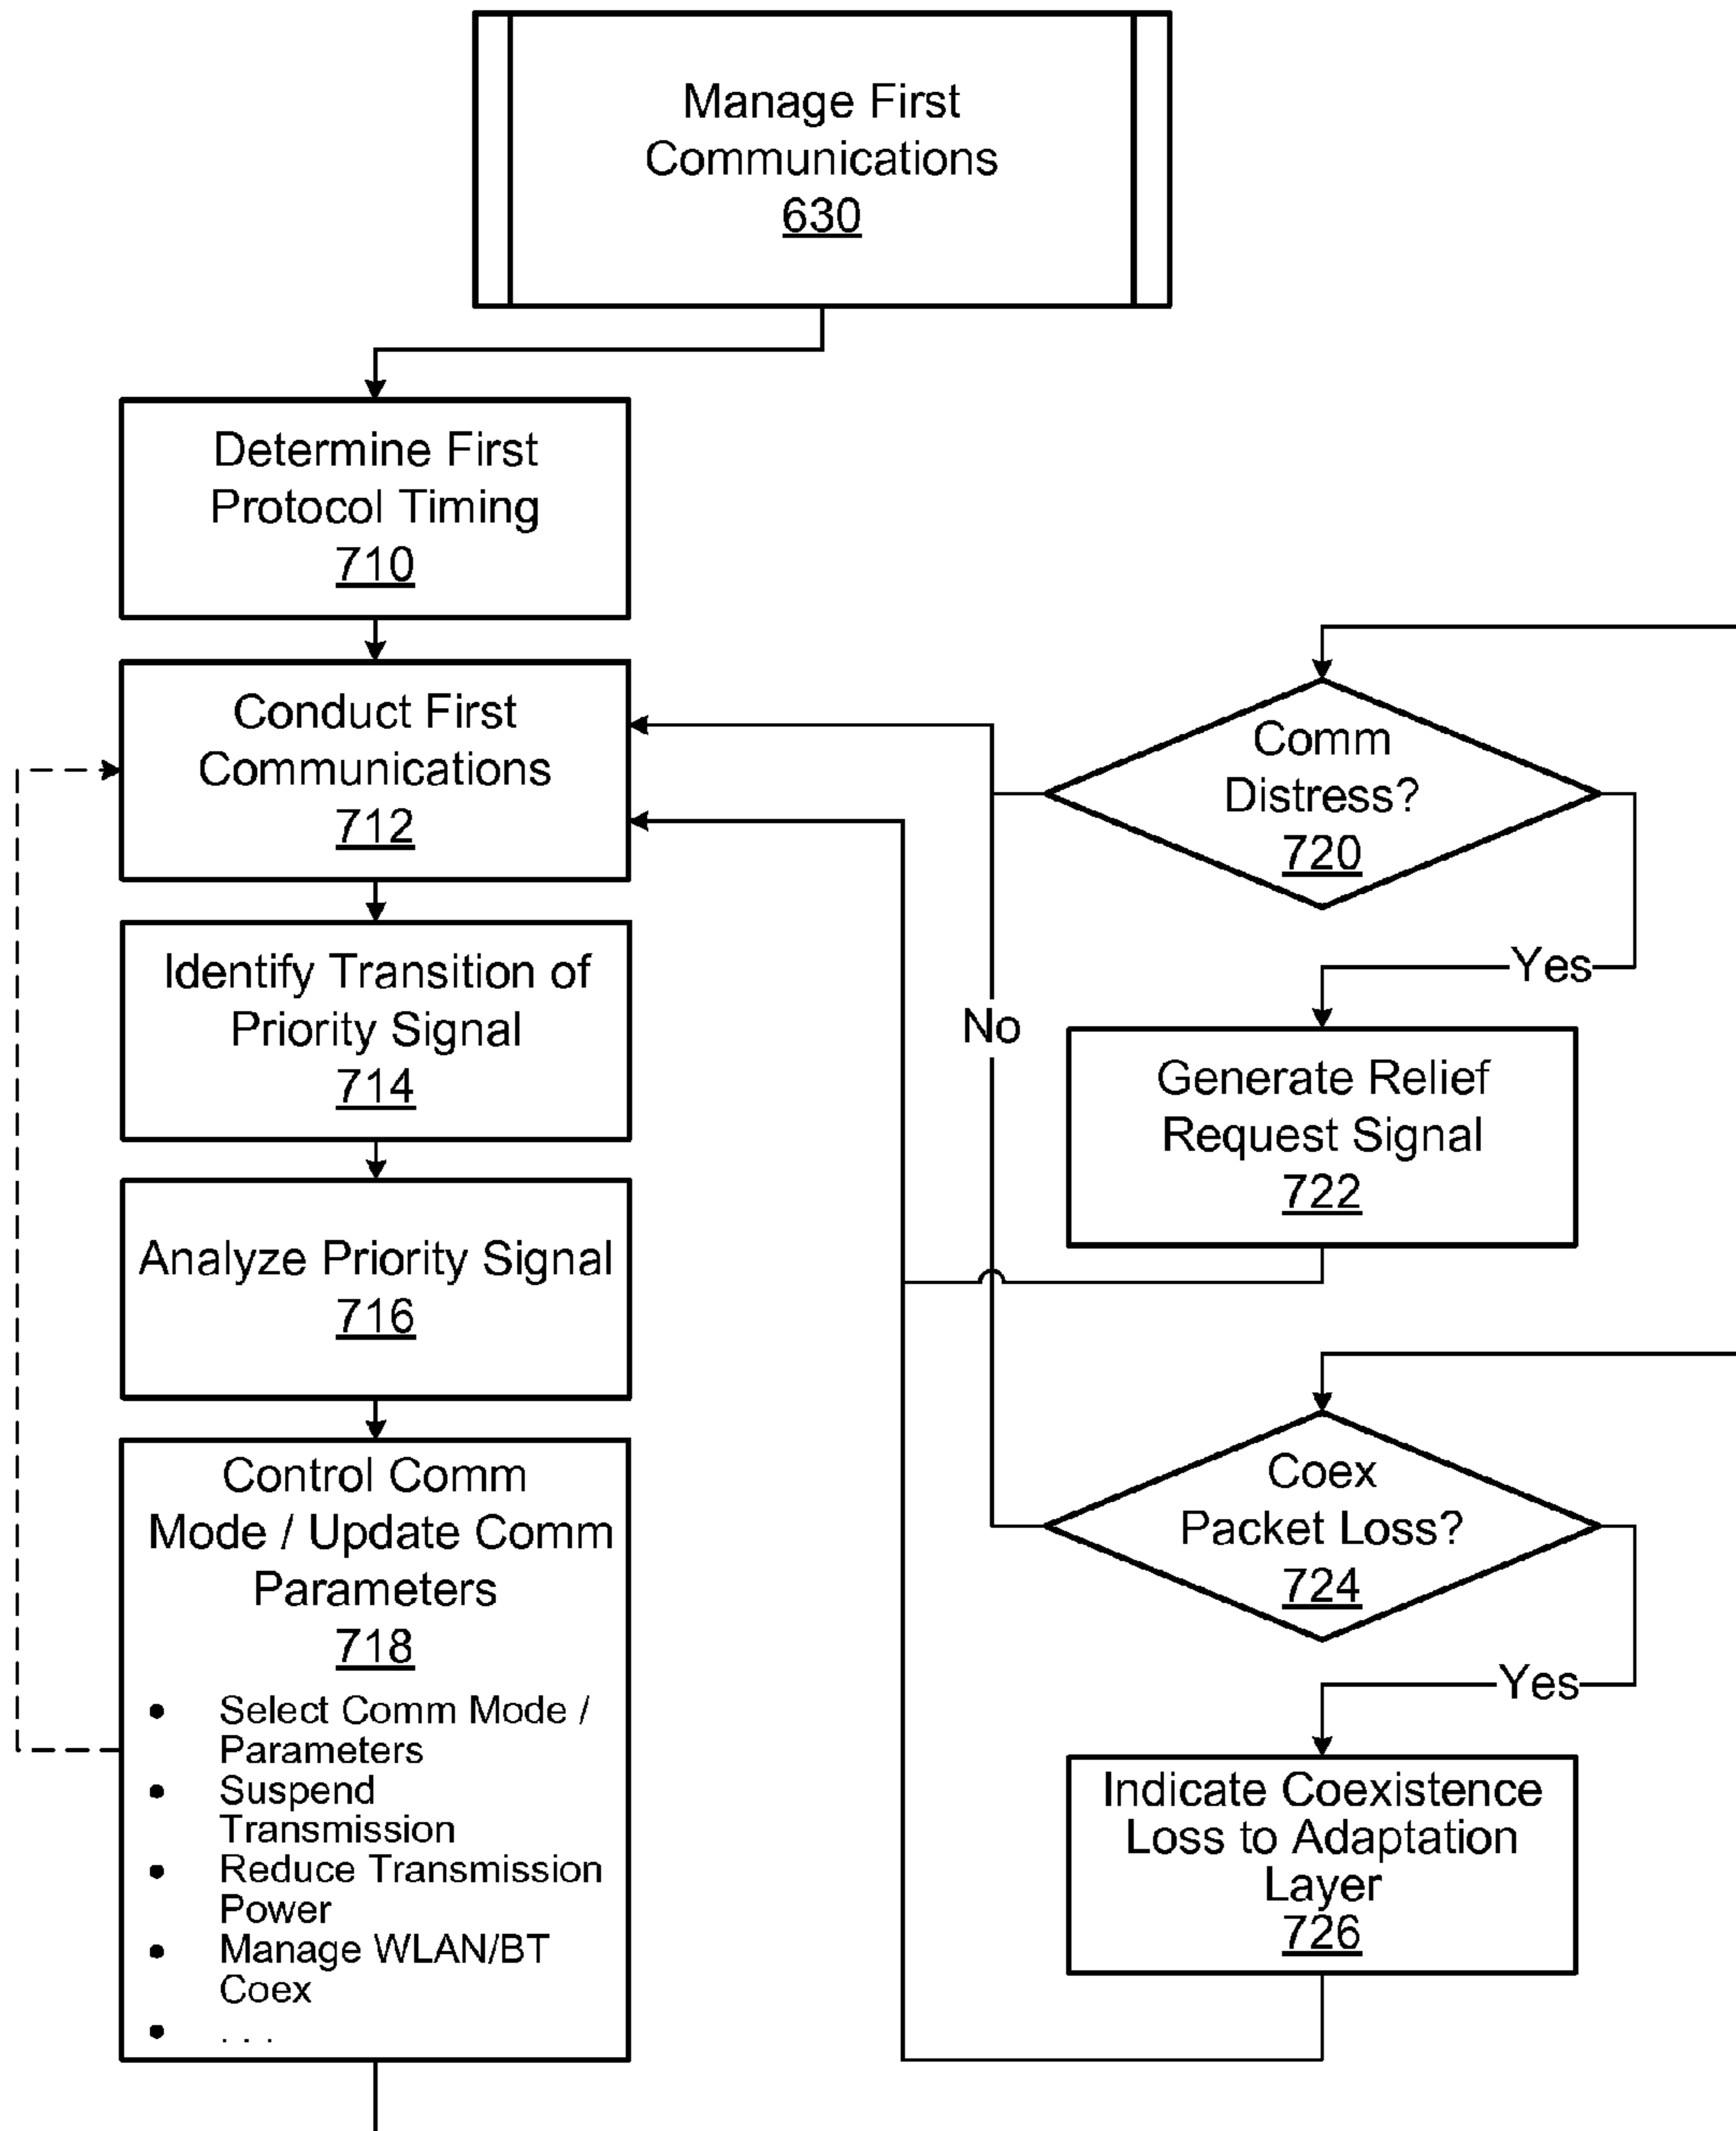 Manage First
Communications
630
Determine First
Protocol Timing
710
Conduct First
Communications
712
Identify Transition of
Priority Signal
714
Analyze Priority Signal
716
Control Comm
Mode / Update Comm
Parameters
718
• Select Comm Mode /
Parameters
• Suspend
Transmission
• Reduce Transmission
Power
• Manage WLAN/BT
Coex
• . . .
Comm
Distress?
720
Yes
No
Generate Relief
Request Signal
722
Coex
Packet Loss?
724
Yes
Indicate Coexistence
Loss to Adaptation
Layer
726